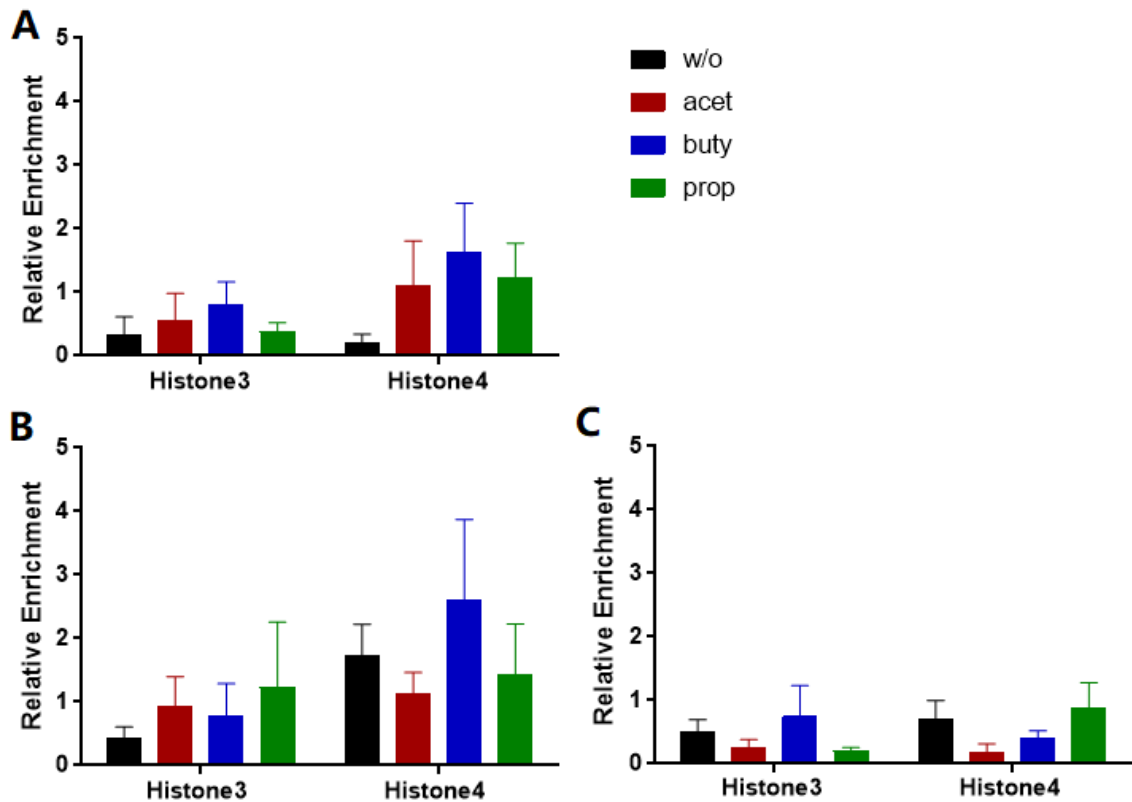 A
5
4
3
2
1
0
Relative Enrichment
Histone3 Histone4
w/o
acet
buty
prop
B
5
4
3
2
1
0
Relative Enrichment
Histone3 Histone4
C
5
4
3
2
1
0
Relative Enrichment
Histone3 Histone4